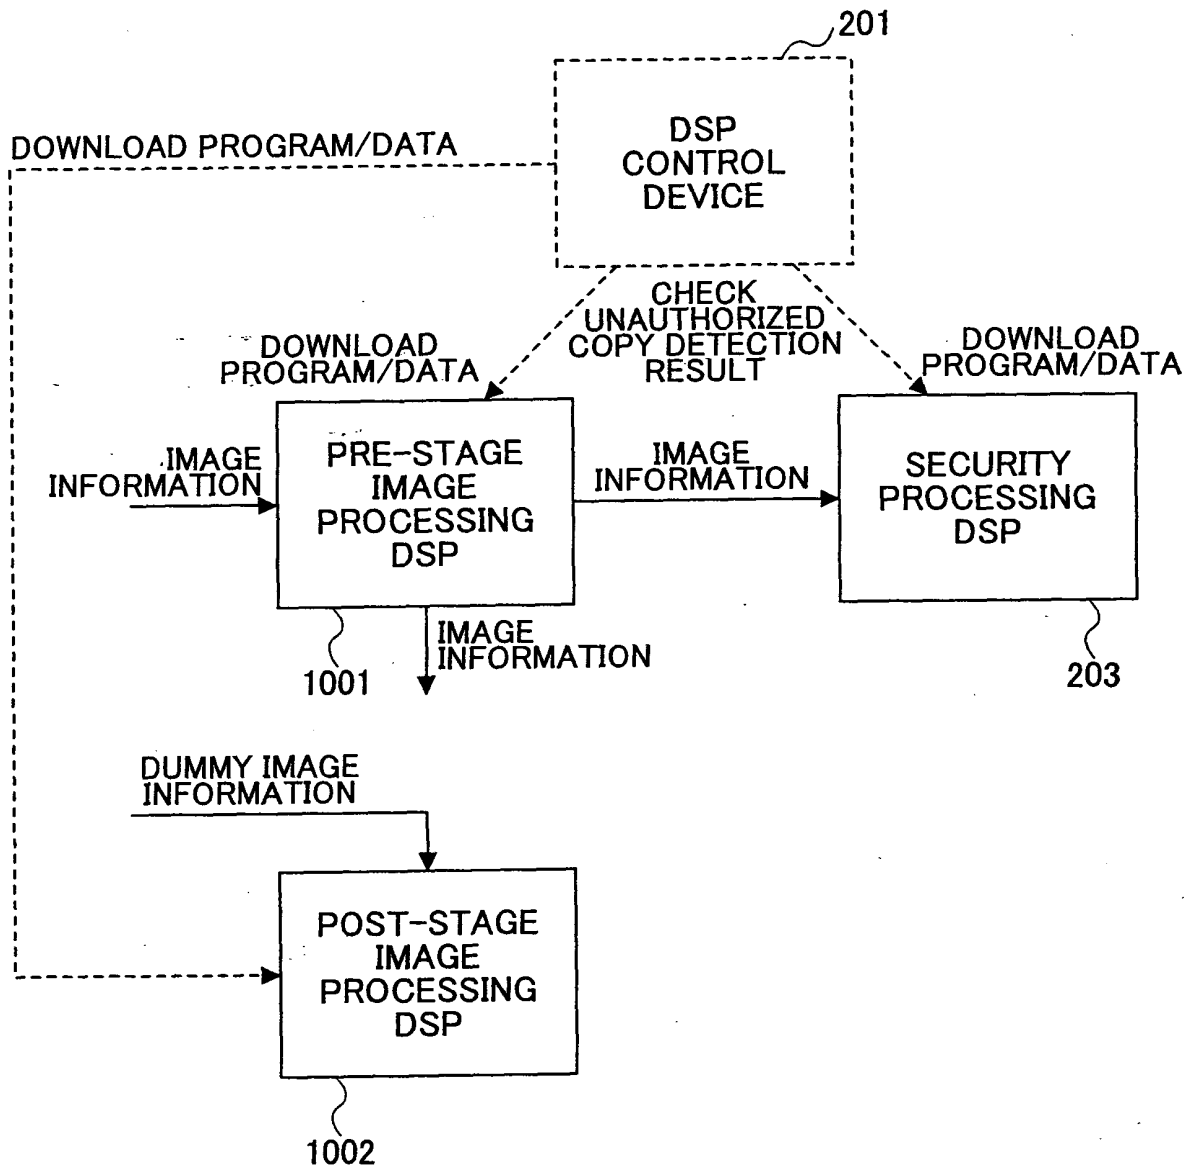 201
DSP
CONTROL
DEVICE
DOWNLOAD PROGRAM/DATA
CHECK
UNAUTHORIZED
COPY DETECTION
RESULT
DOWNLOAD
PROGRAM/DATA
DOWNLOAD
PROGRAM/DATA
IMAGE
INFORMATION
PRE-STAGE
IMAGE
PROCESSING
DSP
IMAGE
INFORMATION
SECURITY
PROCESSING
DSP
IMAGE
INFORMATION
1001
203
DUMMY IMAGE
INFORMATION
POST-STAGE
IMAGE
PROCESSING
DSP
1002